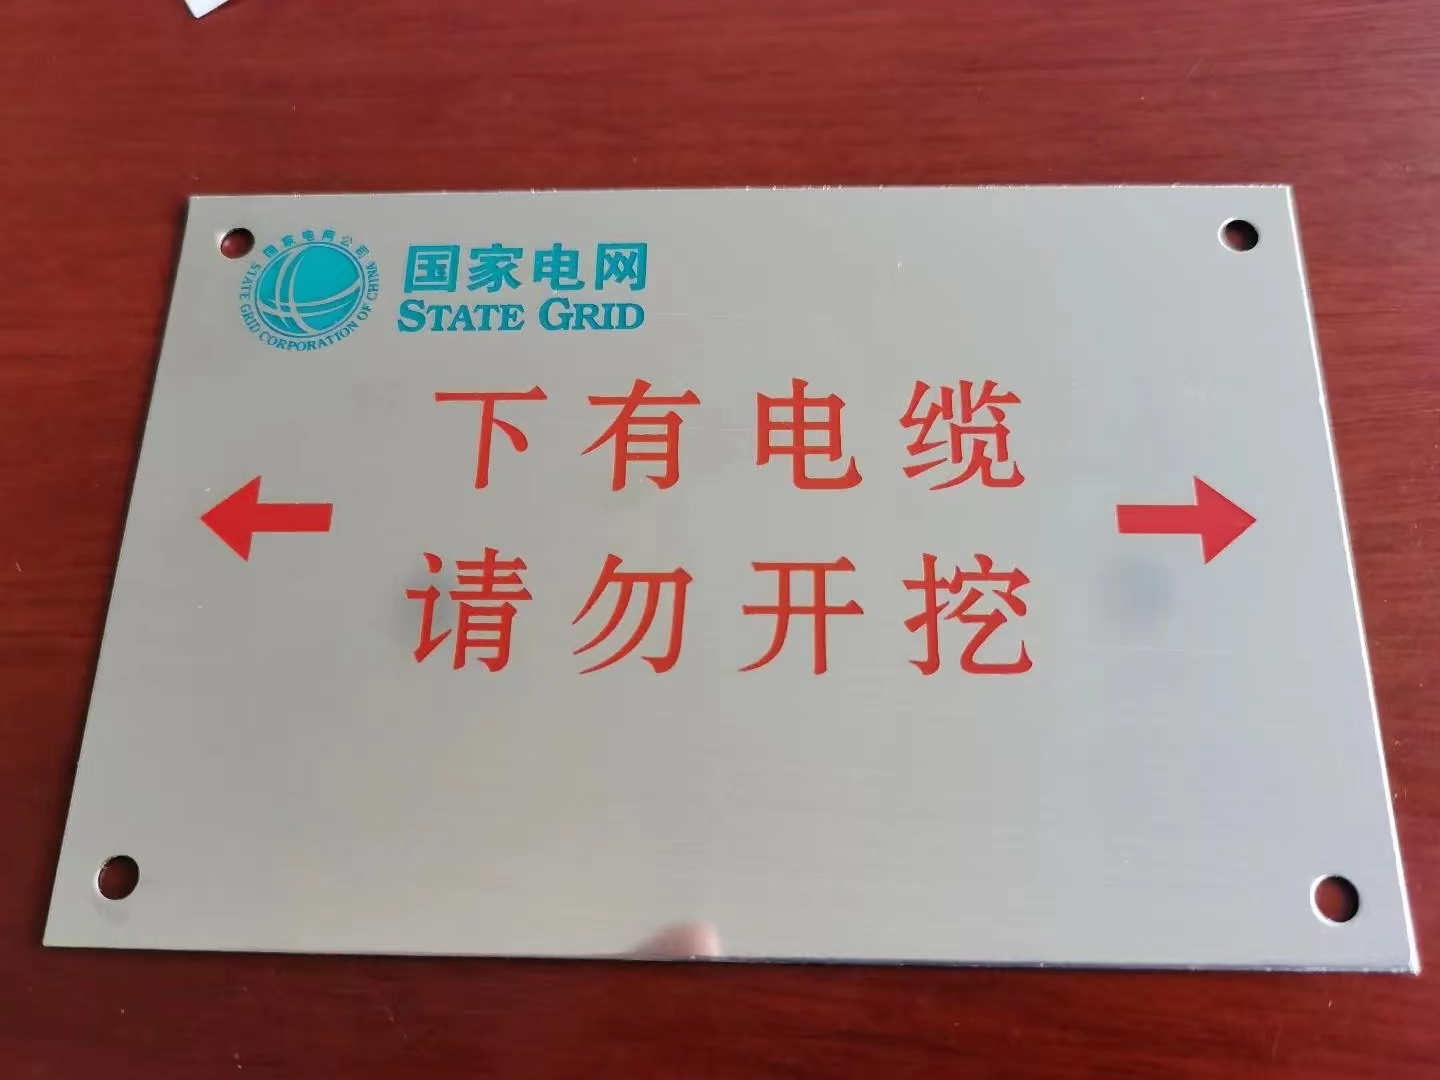 国家电网公司
STATE GRID CORPORATION OF CHINA
国家电网
STATE GRID
下有电缆
请勿开挖